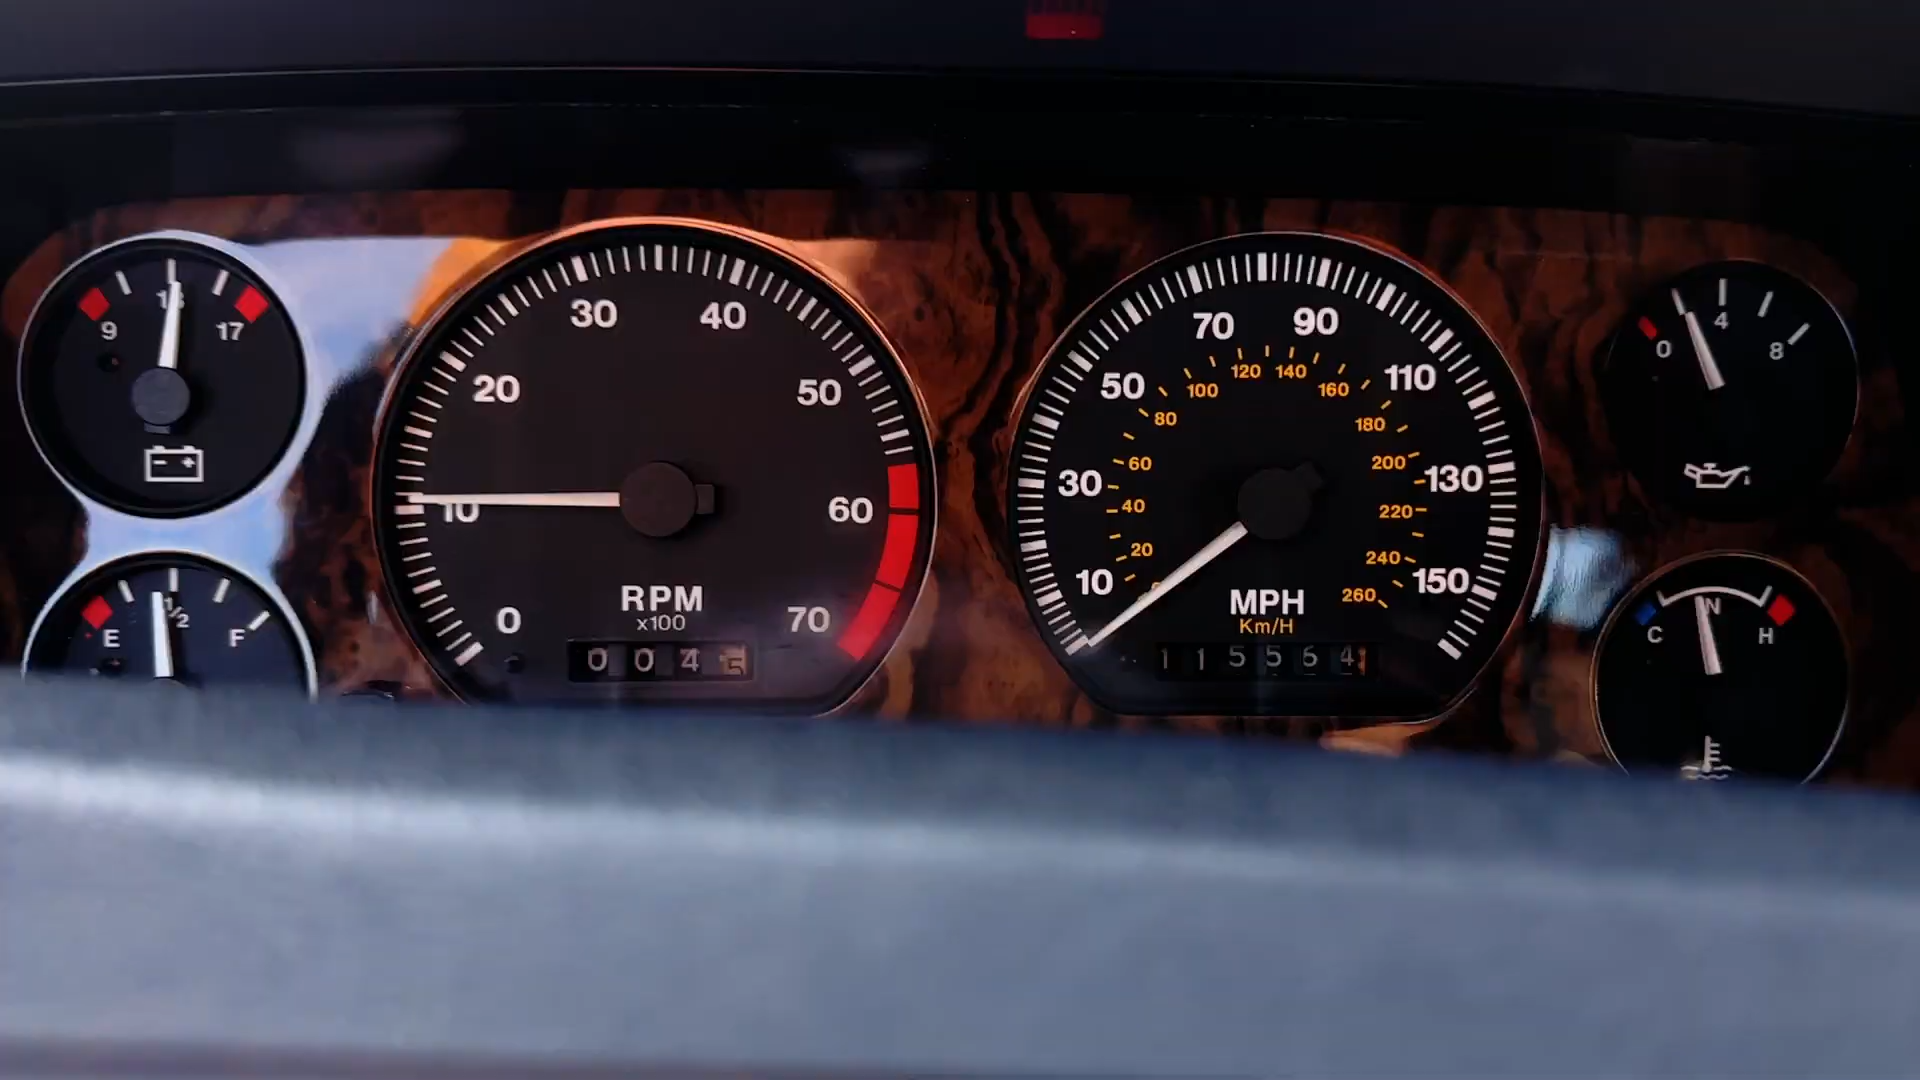 9 13 17
E 1/2 F
0 10 20 30 40 50 60 70
RPM
x100
0 0 4 5
10 30 50 70 90 110 130 150
20 40 60 80 100 120 140 160 180 200 220 240 260
MPH
Km/H
1 1 5 5 6 4
0 4 8
C N H